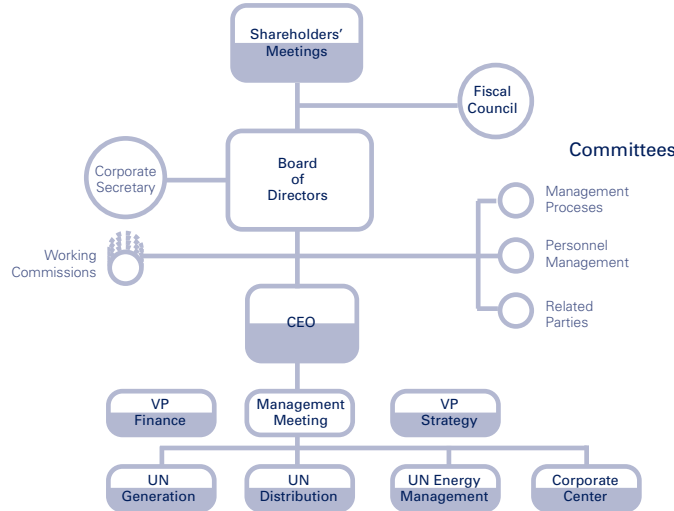 Shareholders'
Meetings
Fiscal
Council
Committees
Board
of
Directors
Corporate
Secretary
Management
Proceses
Working
Commissions
Personnel
Management
Related
Parties
CEO
VP
Finance
Management
Meeting
VP
Strategy
UN
Generation
UN
Distribution
UN Energy
Management
Corporate
Center